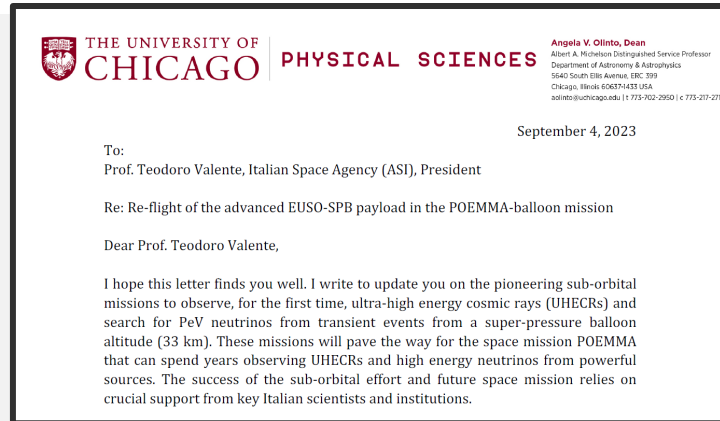 THE UNIVERSITY OF
CHICAGO
PHYSICAL SCIENCES
Angela V. Olinto, Dean
Albert A. Michelson Distinguished Service Professor
Department of Astronomy & Astrophysics
5640 South Ellis Avenue, ERC 399
Chicago, Illinois 60637-1433 USA
aolinto@uchicago.edu | t 773-702-2950 | c 773-217-271
September 4, 2023
To:
Prof. Teodoro Valente, Italian Space Agency (ASI), President
Re: Re-flight of the advanced EUSO-SPB payload in the POEMMA-balloon mission
Dear Prof. Teodoro Valente,
I hope this letter finds you well. I write to update you on the pioneering sub-orbital
missions to observe, for the first time, ultra-high energy cosmic rays (UHECRs) and
search for PeV neutrinos from transient events from a super-pressure balloon
altitude (33 km). These missions will pave the way for the space mission POEMMA
that can spend years observing UHECRs and high energy neutrinos from powerful
sources. The success of the sub-orbital effort and future space mission relies on
crucial support from key Italian scientists and institutions.